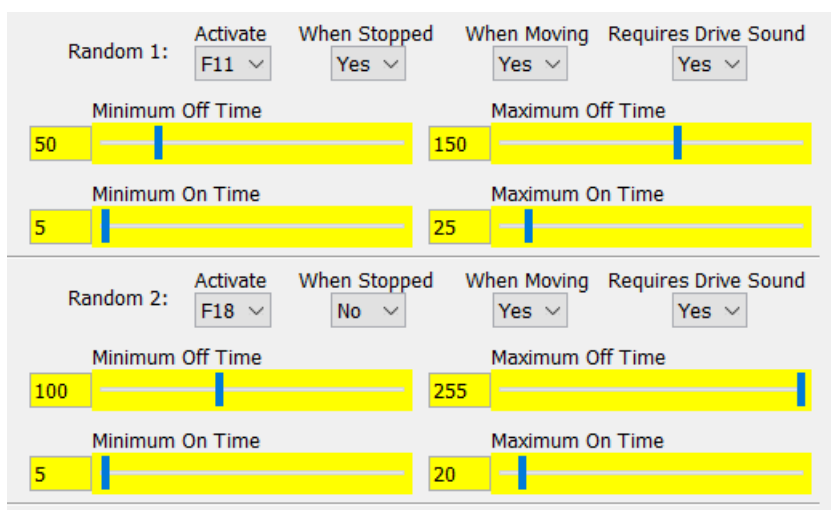 Activate When Stopped When Moving Requires Drive Sound
Random 1: F11 Yes Yes Yes
Minimum Off Time Maximum Off Time
50 150
Minimum On Time Maximum On Time
5 25
Activate When Stopped When Moving Requires Drive Sound
Random 2: F18 No Yes Yes
Minimum Off Time Maximum Off Time
100 255
Minimum On Time Maximum On Time
5 20